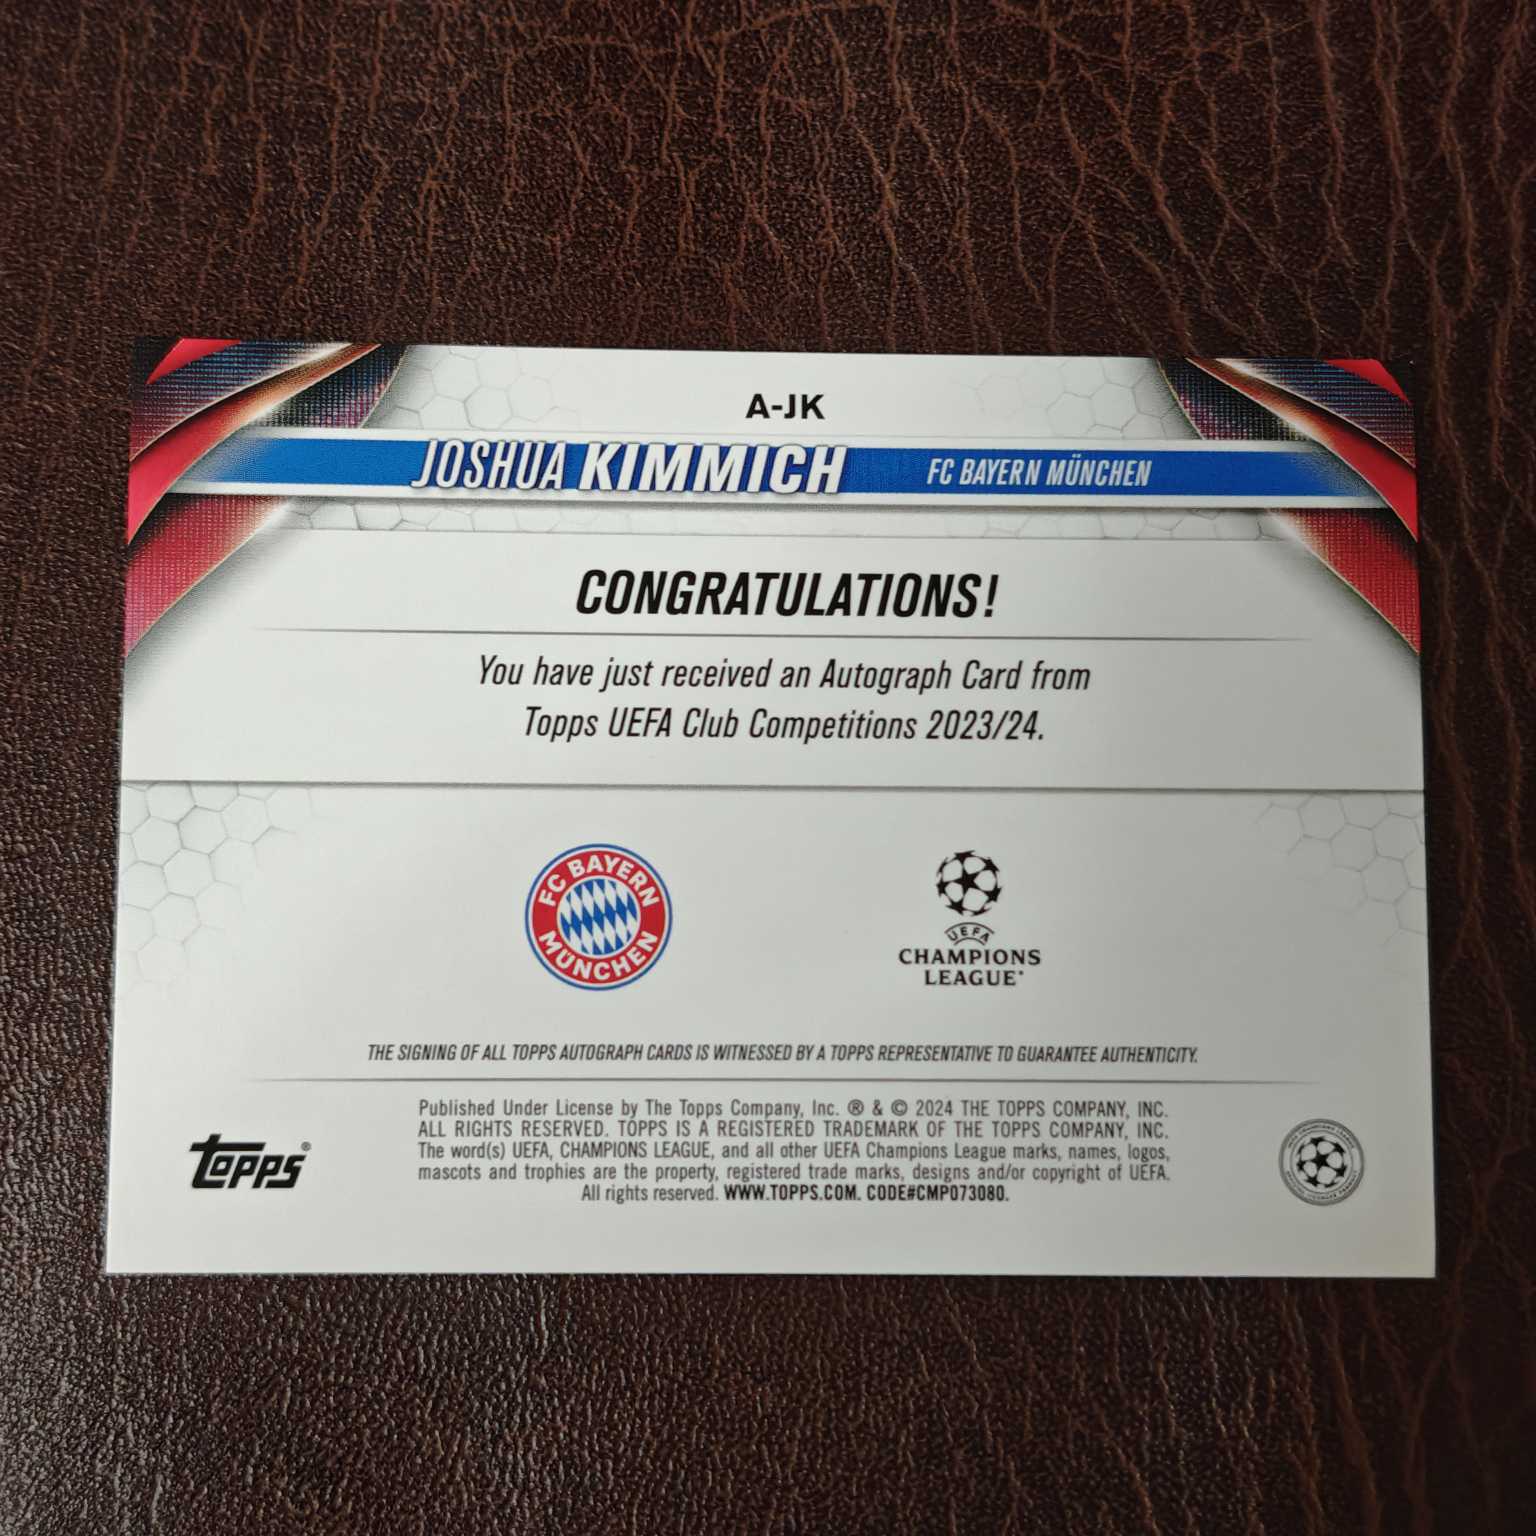 A-JK
JOSHUA KIMMICH FC BAYERN MÜNCHEN
CONGRATULATIONS!
You have just received an Autograph Card from
Topps UEFA Club Competitions 2023/24.
FC BAYERN
MÜNCHEN
UEFA
CHAMPIONS
LEAGUE®
THE SIGNING OF ALL TOPPS AUTOGRAPH CARDS IS WITNESSED BY A TOPPS REPRESENTATIVE TO GUARANTEE AUTHENTICITY.
Published Under License by The Topps Company, Inc. ® & © 2024 THE TOPPS COMPANY, INC.
ALL RIGHTS RESERVED. TOPPS IS A REGISTERED TRADEMARK OF THE TOPPS COMPANY, INC.
The word(s) UEFA, CHAMPIONS LEAGUE, and all other UEFA Champions League marks, names, logos,
mascots and trophies are the property, registered trade marks, designs and/or copyright of UEFA.
All rights reserved. WWW.TOPPS.COM. CODE#CMP073080.
topps®